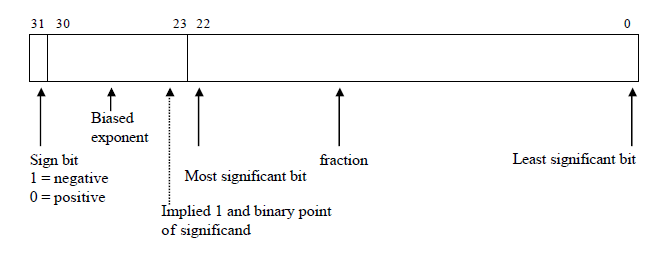 31 30 23 22 0
Biased
exponent
Sign bit
1 = negative
0 = positive
Most significant bit
fraction
Least significant bit
Implied 1 and binary point
of significand